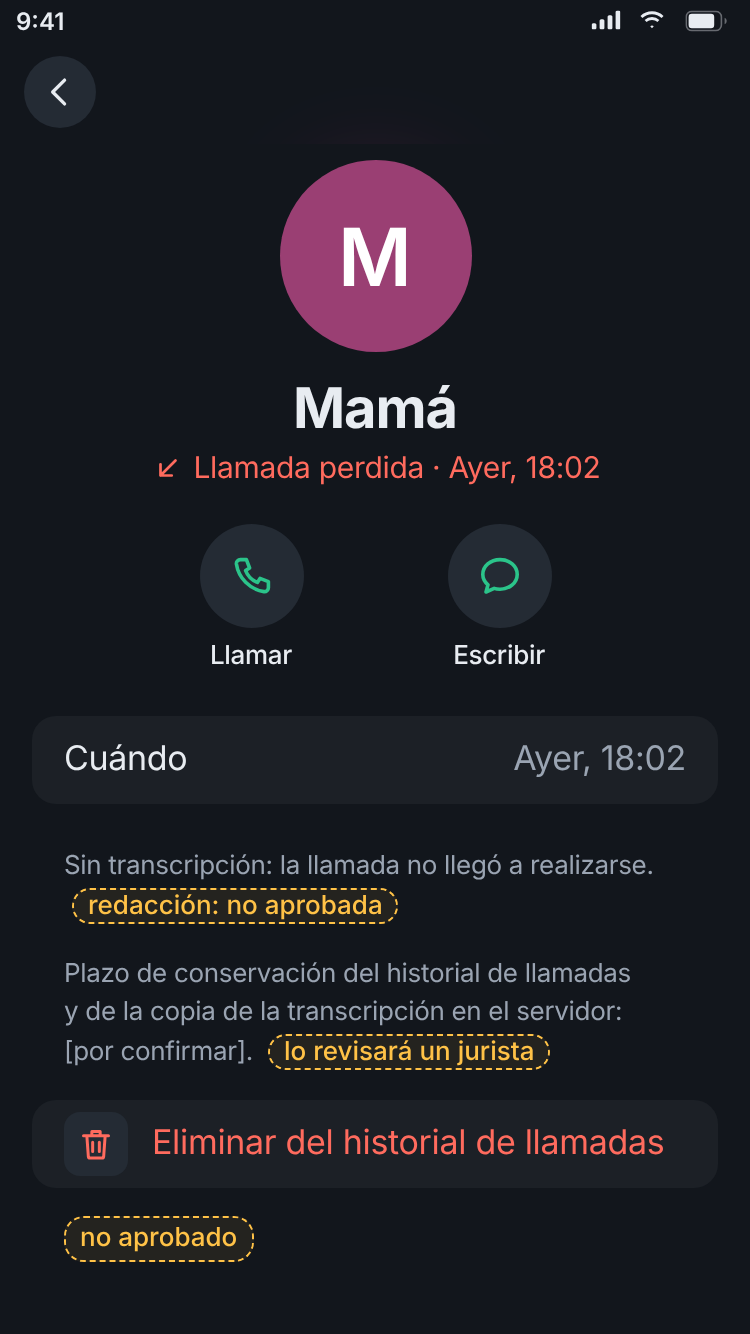 9:41
M
Mamá
Llamada perdida · Ayer, 18:02
Llamar
Escribir
Cuándo
Ayer, 18:02
Sin transcripción: la llamada no llegó a realizarse.
redacción: no aprobada
Plazo de conservación del historial de llamadas
y de la copia de la transcripción en el servidor:
[por confirmar]. lo revisará un jurista
Eliminar del historial de llamadas
no aprobado